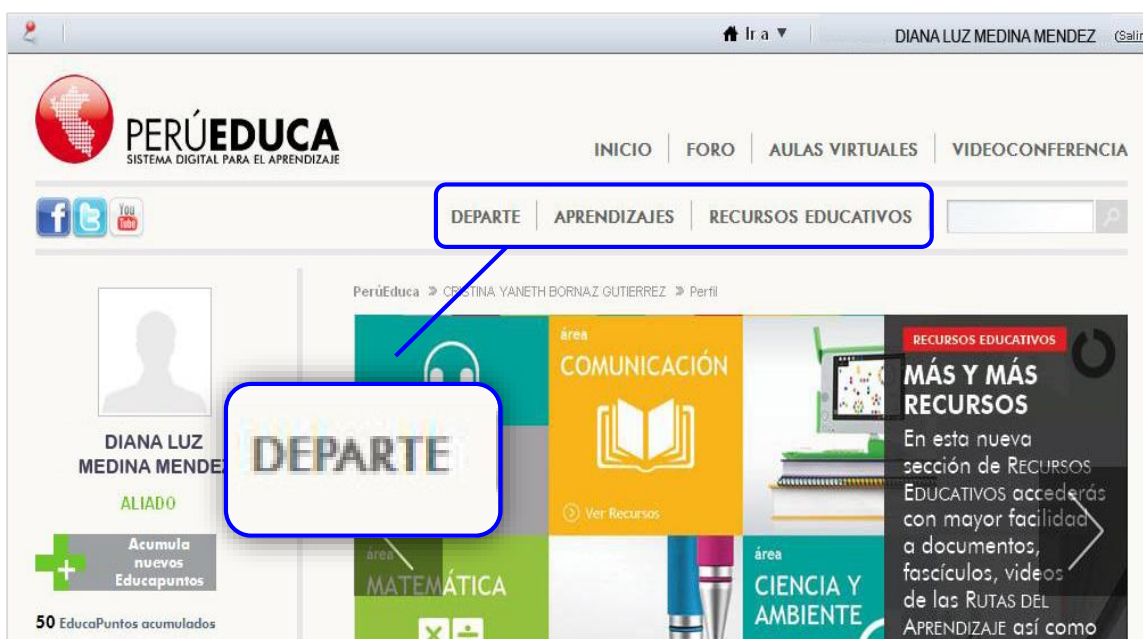 Ir a ▼ DIANA LUZ MEDINA MENDEZ (Salir
PERÚEDUCA
SISTEMA DIGITAL PARA EL APRENDIZAJE
INICIO FORO AULAS VIRTUALES VIDEOCONFERENCIA
f t You Tube
DEPARTE APRENDIZAJES RECURSOS EDUCATIVOS
PerúEduca » CRISTINA YANETH BORNAZ GUTIERREZ » Perfil
DIANA LUZ
MEDINA MENDEZ
ALIADO
Acumula
nuevos
Educapuntos
50 EducaPuntos acumulados
DEPARTE
área
COMUNICACIÓN
Ver Recursos
área
MATEMÁTICA
área
CIENCIA Y
AMBIENTE
RECURSOS EDUCATIVOS
MÁS Y MÁS
RECURSOS
En esta nueva
sección de RECURSOS
EDUCATIVOS accederás
con mayor facilidad
a documentos,
fascículos, videos
de las RUTAS DEL
APRENDIZAJE así como